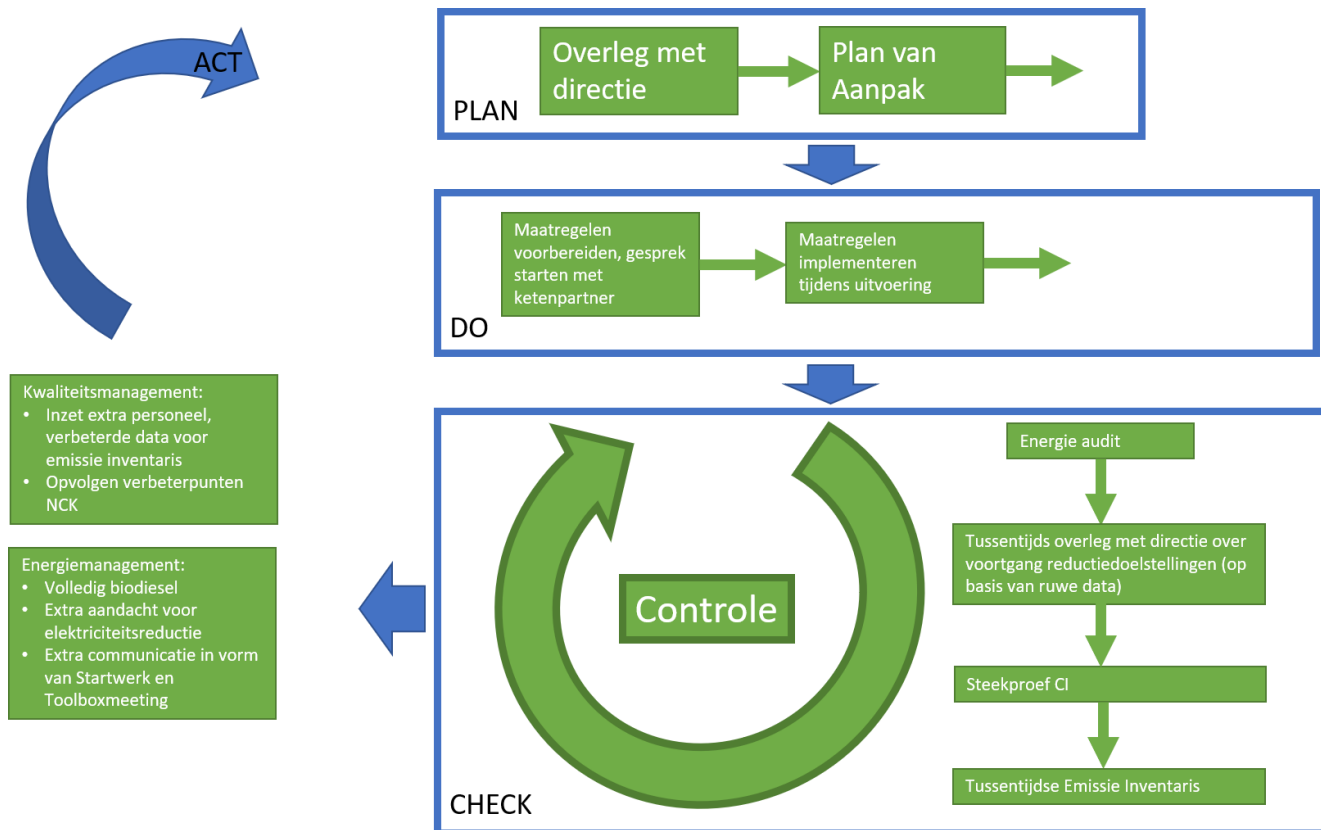 ACT
Overleg met
directie
Plan van
Aanpak
PLAN
Maatregelen
voorbereiden, gesprek
starten met
ketenpartner
Maatregelen
implementeren
tijdens uitvoering
DO
Kwaliteitsmanagement:
• Inzet extra personeel,
verbeterde data voor
emissie inventaris
• Opvolgen verbeterpunten
NCK
Energiemanagement:
• Volledig biodiesel
• Extra aandacht voor
elektriciteitsreductie
• Extra communicatie in vorm
van Startwerk en
Toolboxmeeting
Controle
Energie audit
Tussentijds overleg met directie over
voortgang reductiedoelstellingen (op
basis van ruwe data)
Steekproef CI
Tussentijdse Emissie Inventaris
CHECK